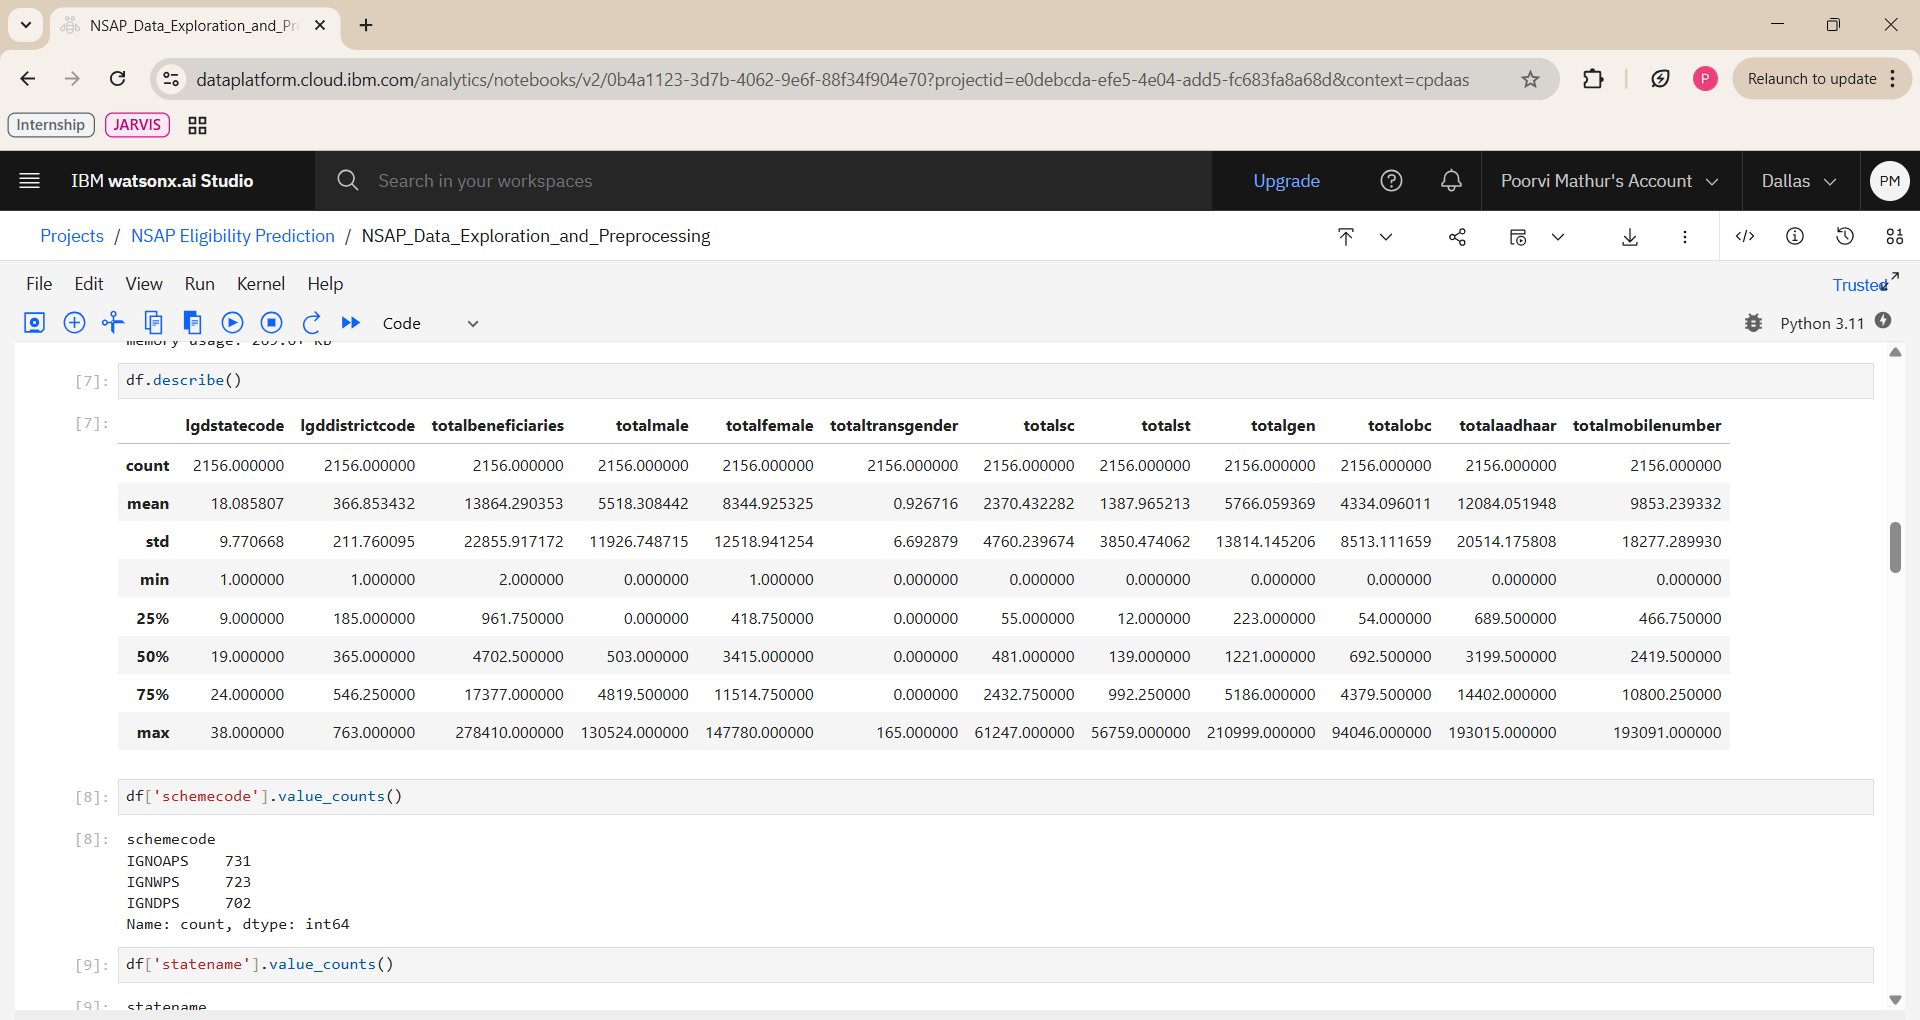 NSAP_Data_Exploration_and_Pr
dataplatform.cloud.ibm.com/analytics/notebooks/v2/0b4a1123-3d7b-4062-9e6f-88f34f904e70?projectid=e0debcda-efe5-4e04-add5-fc683fa8a68d&context=cpdaas
P
Relaunch to update
Internship JARVIS
IBM watsonx.ai Studio
Search in your workspaces
Upgrade
Poorvi Mathur's Account
Dallas
PM
Projects / NSAP Eligibility Prediction / NSAP_Data_Exploration_and_Preprocessing
File Edit View Run Kernel Help
Trusted
Code
Python 3.11
memory usage: 209.0+ KB
[7]: df.describe()
[7]: lgdstatecode lgddistrictcode totalbeneficiaries totalmale totalfemale totaltransgender totalsc totalst totalgen totalobc totalaadhaar totalmobilenumber
count 2156.000000 2156.000000 2156.000000 2156.000000 2156.000000 2156.000000 2156.000000 2156.000000 2156.000000 2156.000000 2156.000000 2156.000000
mean 18.085807 366.853432 13864.290353 5518.308442 8344.925325 0.926716 2370.432282 1387.965213 5766.059369 4334.096011 12084.051948 9853.239332
std 9.770668 211.760095 22855.917172 11926.748715 12518.941254 6.692879 4760.239674 3850.474062 13814.145206 8513.111659 20514.175808 18277.289930
min 1.000000 1.000000 2.000000 0.000000 1.000000 0.000000 0.000000 0.000000 0.000000 0.000000 0.000000 0.000000
25% 9.000000 185.000000 961.750000 0.000000 418.750000 0.000000 55.000000 12.000000 223.000000 54.000000 689.500000 466.750000
50% 19.000000 365.000000 4702.500000 503.000000 3415.000000 0.000000 481.000000 139.000000 1221.000000 692.500000 3199.500000 2419.500000
75% 24.000000 546.250000 17377.000000 4819.500000 11514.750000 0.000000 2432.750000 992.250000 5186.000000 4379.500000 14402.000000 10800.250000
max 38.000000 763.000000 278410.000000 130524.000000 147780.000000 165.000000 61247.000000 56759.000000 210999.000000 94046.000000 193015.000000 193091.000000
[8]: df['schemecode'].value_counts()
[8]: schemecode
IGNOAPS 731
IGNWPS 723
IGNDPS 702
Name: count, dtype: int64
[9]: df['statename'].value_counts()
[9]: statename